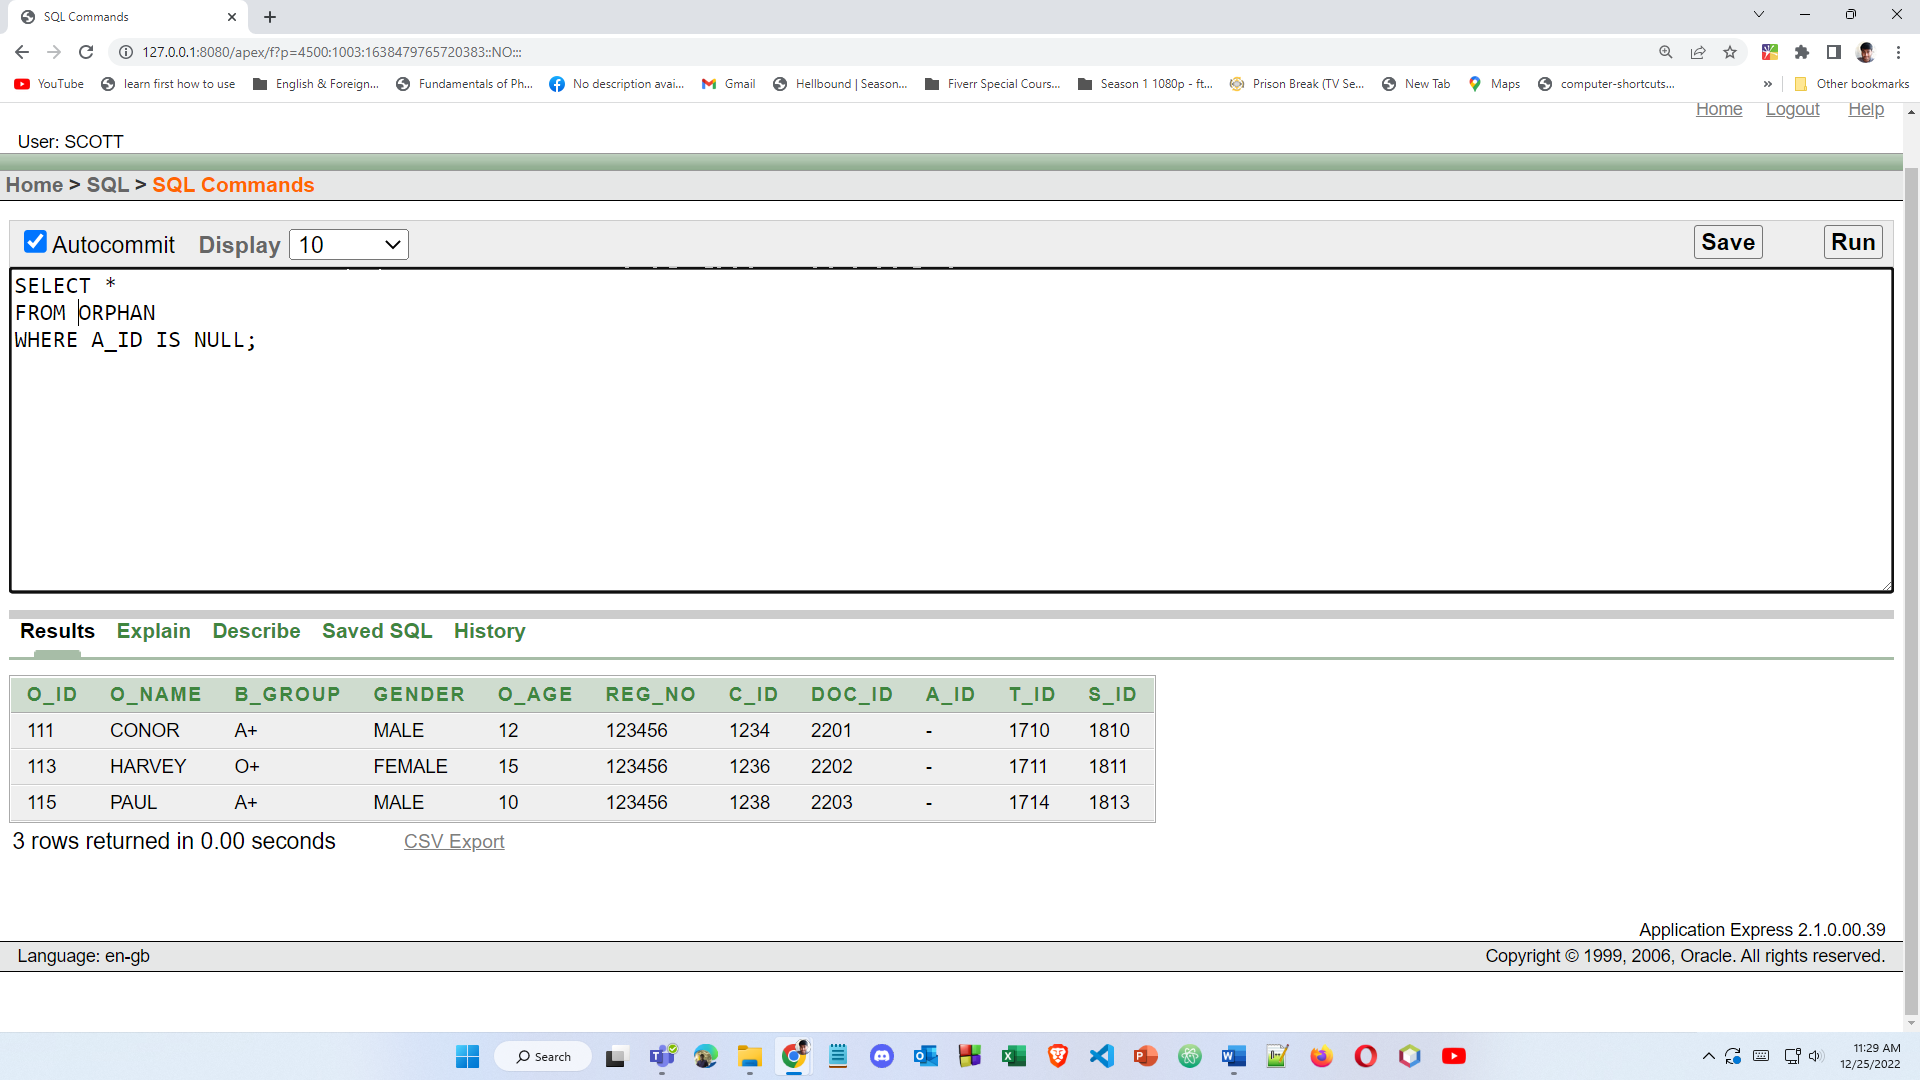 SQL Commands
127.0.0.1:8080/apex/f?p=4500:1003:1638479765720383::NO:::
YouTube learn first how to use English & Foreign... Fundamentals of Ph... No description avai... Gmail Hellbound | Season... Fiverr Special Cours... Season 1 1080p - ft... Prison Break (TV Se... New Tab Maps computer-shortcuts... » Other bookmarks
Home Logout Help
User: SCOTT
Home > SQL > SQL Commands
Autocommit Display 10 Save Run
SELECT *
FROM ORPHAN
WHERE A_ID IS NULL;
Results Explain Describe Saved SQL History
O_ID O_NAME B_GROUP GENDER O_AGE REG_NO C_ID DOC_ID A_ID T_ID S_ID
111 CONOR A+ MALE 12 123456 1234 2201 - 1710 1810
113 HARVEY O+ FEMALE 15 123456 1236 2202 - 1711 1811
115 PAUL A+ MALE 10 123456 1238 2203 - 1714 1813
3 rows returned in 0.00 seconds CSV Export
Application Express 2.1.0.00.39
Language: en-gb Copyright © 1999, 2006, Oracle. All rights reserved.
Search
11:29 AM
12/25/2022